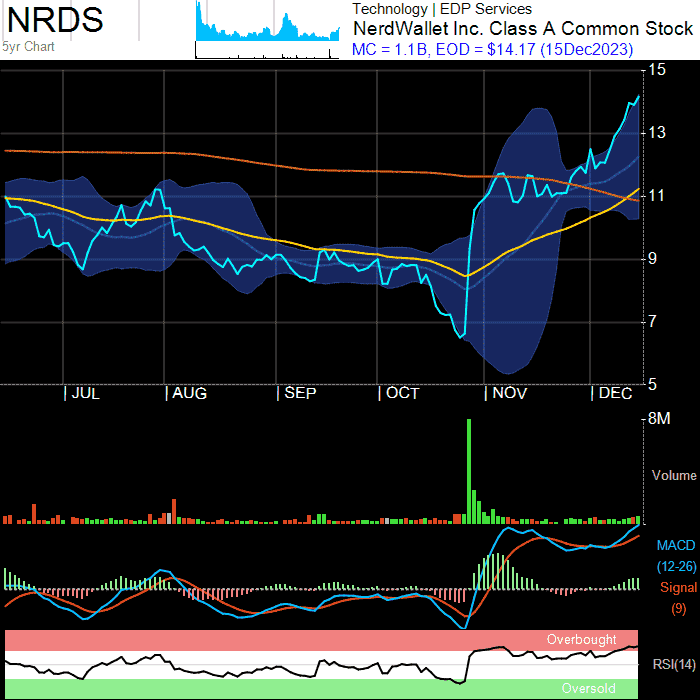 NRDS
5yr Chart
Technology | EDP Services
NerdWallet Inc. Class A Common Stock
MC = 1.1B, EOD = $14.17 (15Dec2023)
15
13
11
9
7
5
| JUL | AUG | SEP | OCT | NOV | DEC
8M
Volume
MACD
(12-26)
Signal
(9)
Overbought
RSI(14)
Oversold